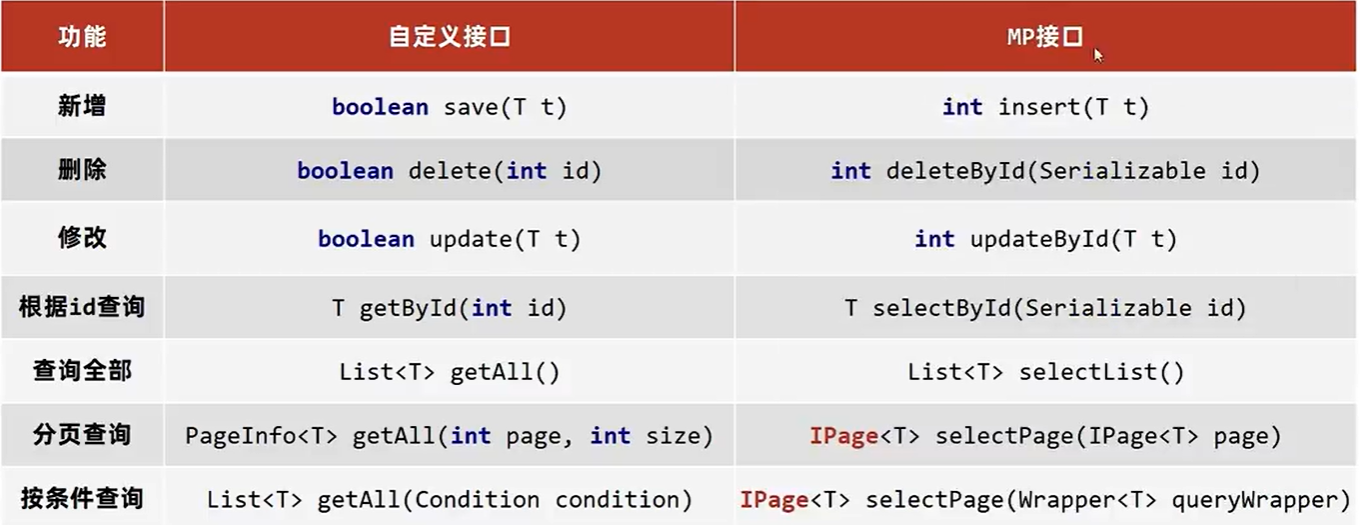 功能 自定义接口 MP接口
新增 boolean save(T t) int insert(T t)
删除 boolean delete(int id) int deleteById(Serializable id)
修改 boolean update(T t) int updateById(T t)
根据id查询 T getById(int id) T selectById(Serializable id)
查询全部 List<T> getAll() List<T> selectList()
分页查询 PageInfo<T> getAll(int page, int size) IPage<T> selectPage(IPage<T> page)
按条件查询 List<T> getAll(Condition condition) IPage<T> selectPage(Wrapper<T> queryWrapper)